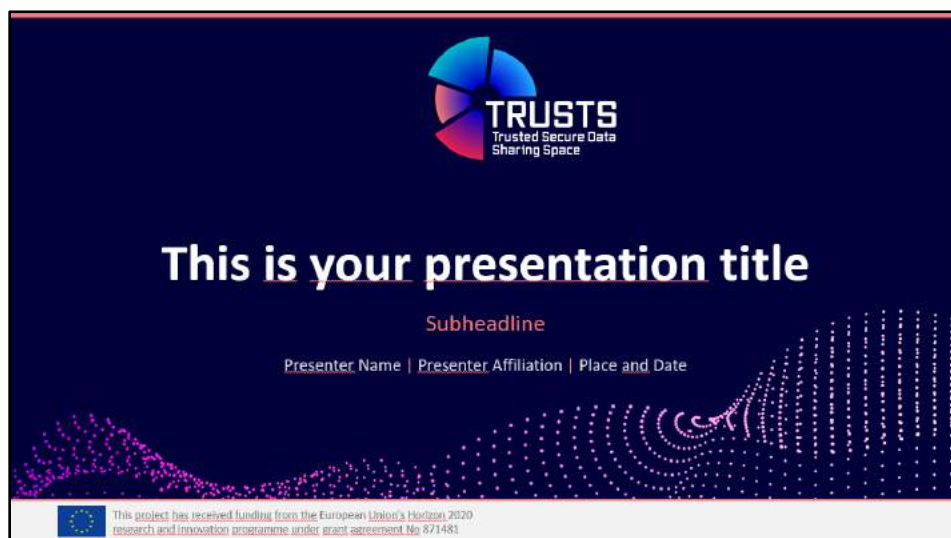 TRUSTS
Trusted Secure Data
Sharing Space
This is your presentation title
Subheadline
Presenter Name | Presenter Affiliation | Place and Date
This project has received funding from the European Union's Horizon 2020
research and innovation programme under grant agreement No 871481